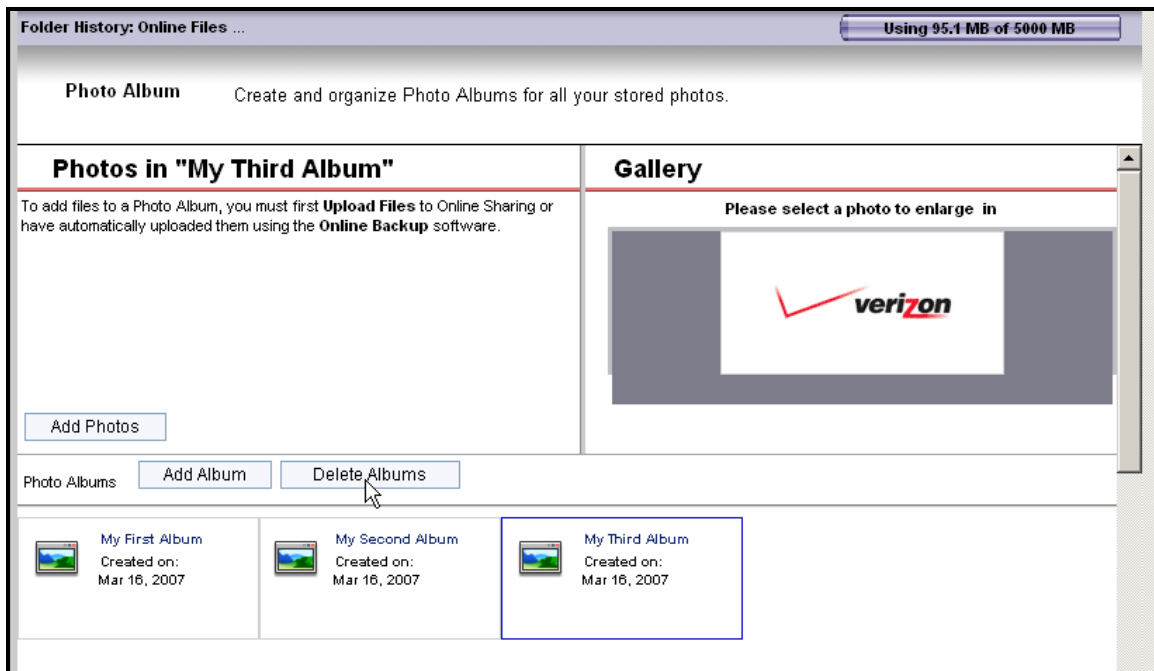 Folder History: Online Files ...
Using 95.1 MB of 5000 MB
Photo Album
Create and organize Photo Albums for all your stored photos.
Photos in "My Third Album"
To add files to a Photo Album, you must first Upload Files to Online Sharing or
have automatically uploaded them using the Online Backup software.
Add Photos
Gallery
Please select a photo to enlarge in
verizon
Photo Albums
Add Album
Delete Albums
My First Album
Created on:
Mar 16, 2007
My Second Album
Created on:
Mar 16, 2007
My Third Album
Created on:
Mar 16, 2007